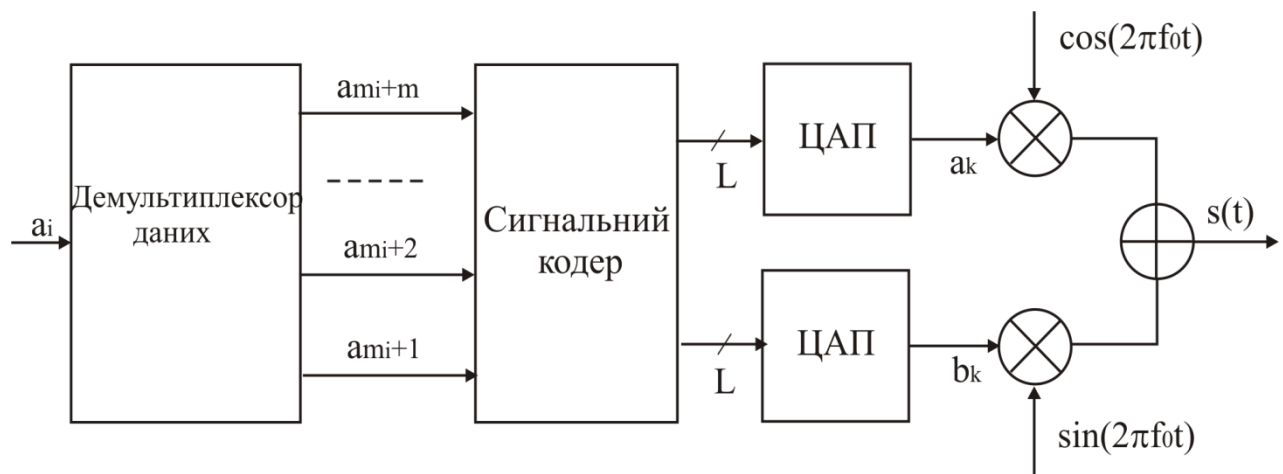 cos(2πf0t)
ami+m
ЦАП
ak
L
Демультиплексор
даних
ai
Сигнальний
кодер
s(t)
ami+2
ami+1
ЦАП
bk
L
sin(2πf0t)